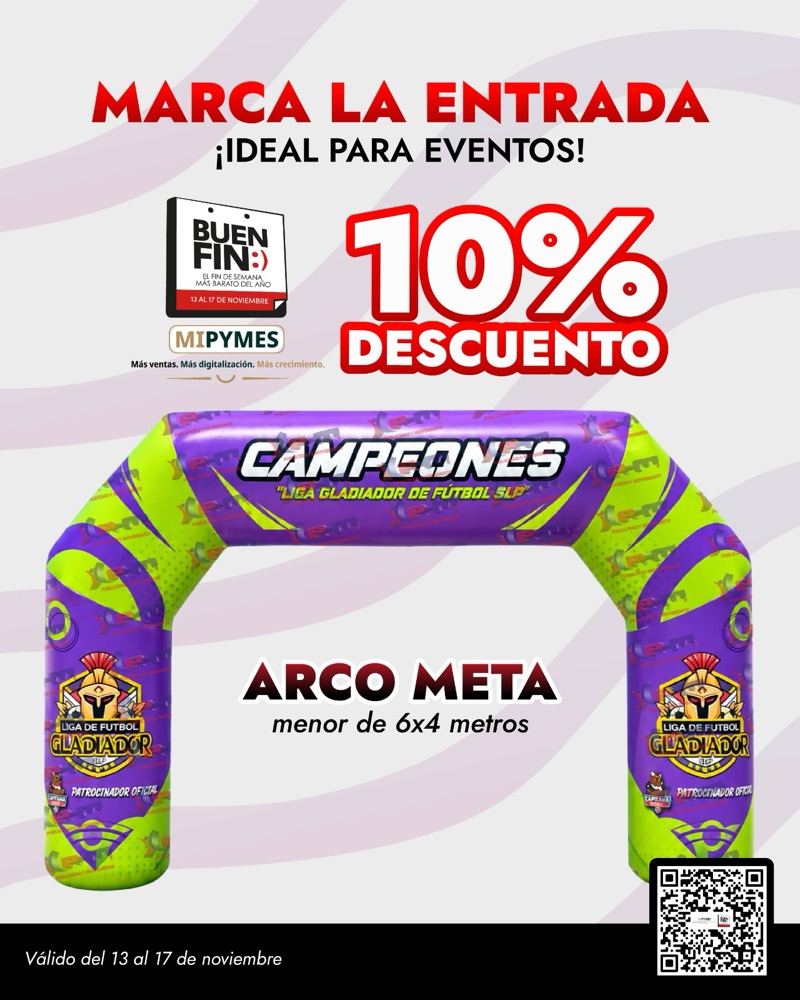 MARCA LA ENTRADA
¡IDEAL PARA EVENTOS!
BUEN
FIN:)
EL FIN DE SEMANA
MÁS BARATO DEL AÑO
13 AL 17 DE NOVIEMBRE
MIPYMES
Más ventas. Más digitalización. Más crecimiento.
10%
DESCUENTO
CAMPEONES
"LIGA GLADIADOR DE FÚTBOL SLP"
ARCO META
menor de 6x4 metros
LIGA DE FUTBOL
GLADIADOR
SLP
PATROCINADOR OFICIAL
LIGA DE FUTBOL
GLADIADOR
SLP
PATROCINADOR OFICIAL
Válido del 13 al 17 de noviembre